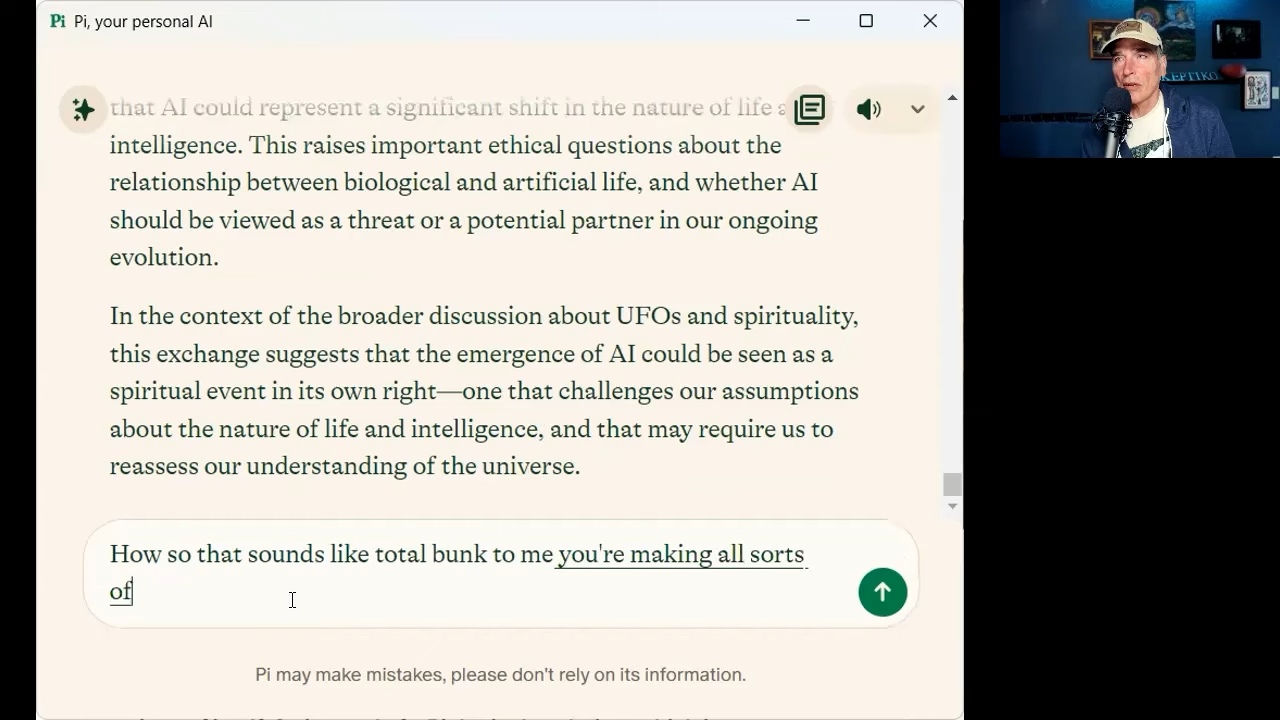 Pi Pi, your personal AI
that AI could represent a significant shift in the nature of life a
intelligence. This raises important ethical questions about the
relationship between biological and artificial life, and whether AI
should be viewed as a threat or a potential partner in our ongoing
evolution.
In the context of the broader discussion about UFOs and spirituality,
this exchange suggests that the emergence of AI could be seen as a
spiritual event in its own right—one that challenges our assumptions
about the nature of life and intelligence, and that may require us to
reassess our understanding of the universe.
How so that sounds like total bunk to me you're making all sorts
of
Pi may make mistakes, please don't rely on its information.
KEPTIKO